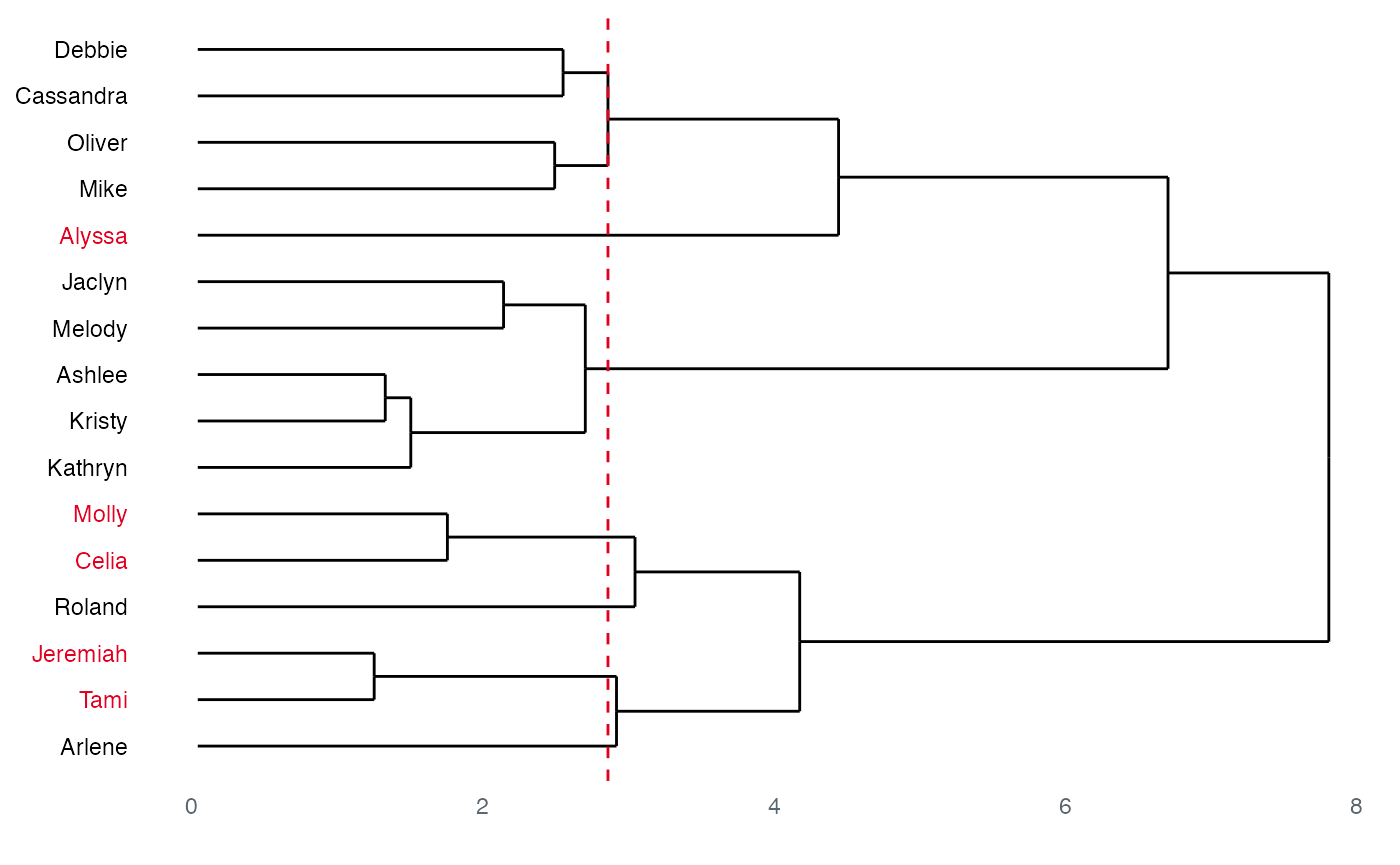 Debbie
Cassandra
Oliver
Mike
Alyssa
Jaclyn
Melody
Ashlee
Kristy
Kathryn
Molly
Celia
Roland
Jeremiah
Tami
Arlene
0 2 4 6 8